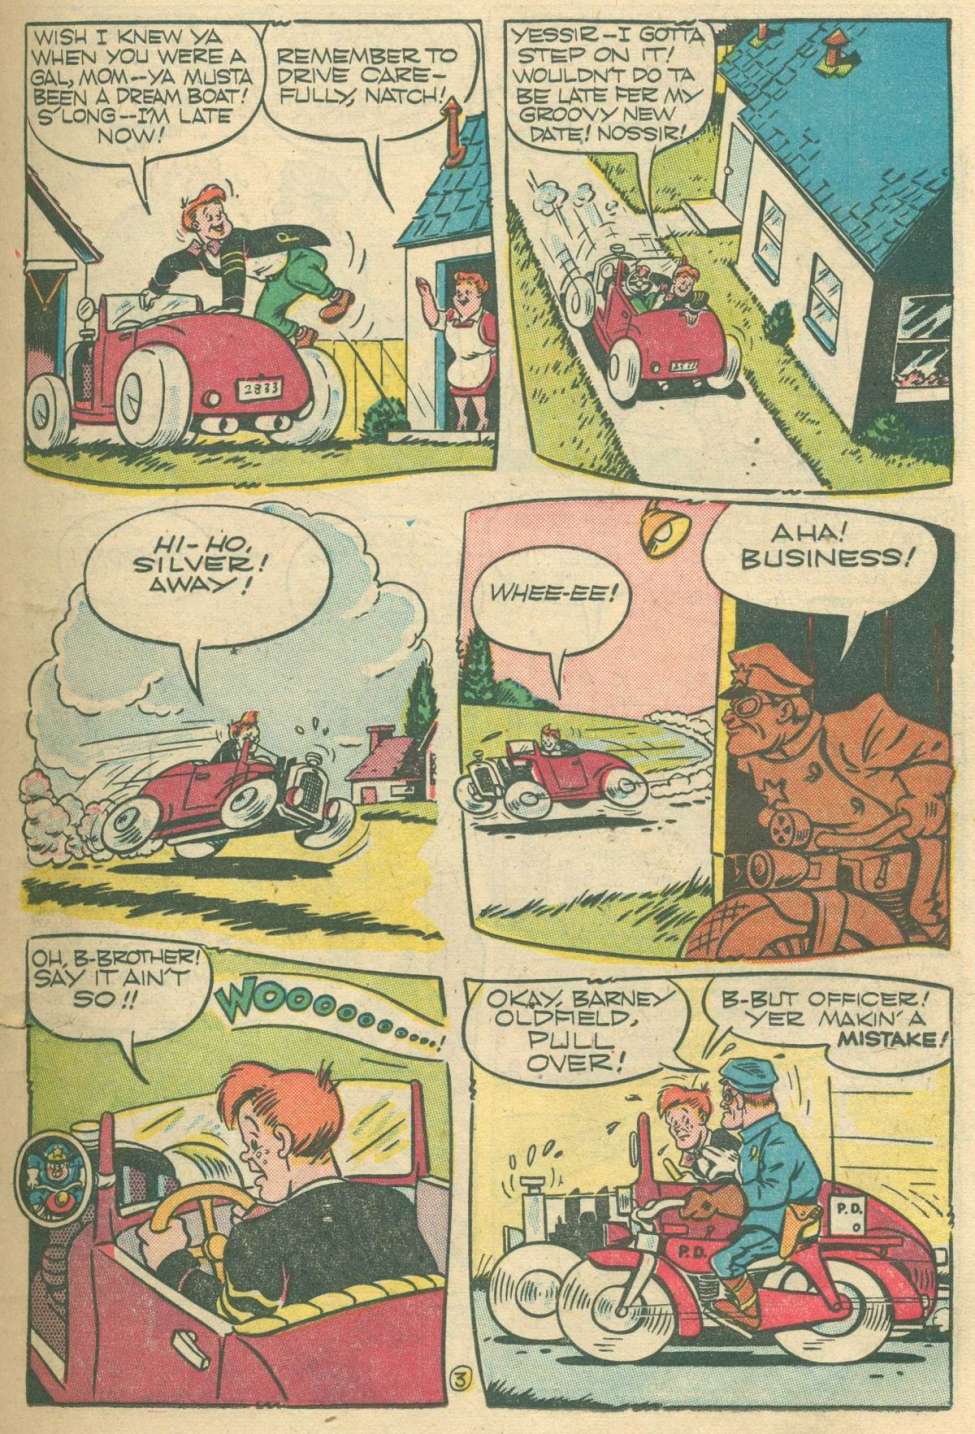 WISH I KNEW YA
WHEN YOU WERE A
GAL, MOM--YA MUSTA
BEEN A DREAM BOAT!
S'LONG--I'M LATE
NOW!
REMEMBER TO
DRIVE CARE-
FULLY, NATCH!
2833
YESSIR--I GOTTA
STEP ON IT!
WOULDN'T DO TA
BE LATE FER MY
GROOVY NEW
DATE! NOSSIR!
HI-HO,
SILVER!
AWAY!
WHEE-EE!
AHA!
BUSINESS!
OH, B-BROTHER!
SAY IT AIN'T
SO!!
WOOOOOOOO....!
OKAY, BARNEY
OLDFIELD,
PULL
OVER!
B-BUT OFFICER!
YER MAKIN' A
MISTAKE!
P.D.
0
P.D.
3